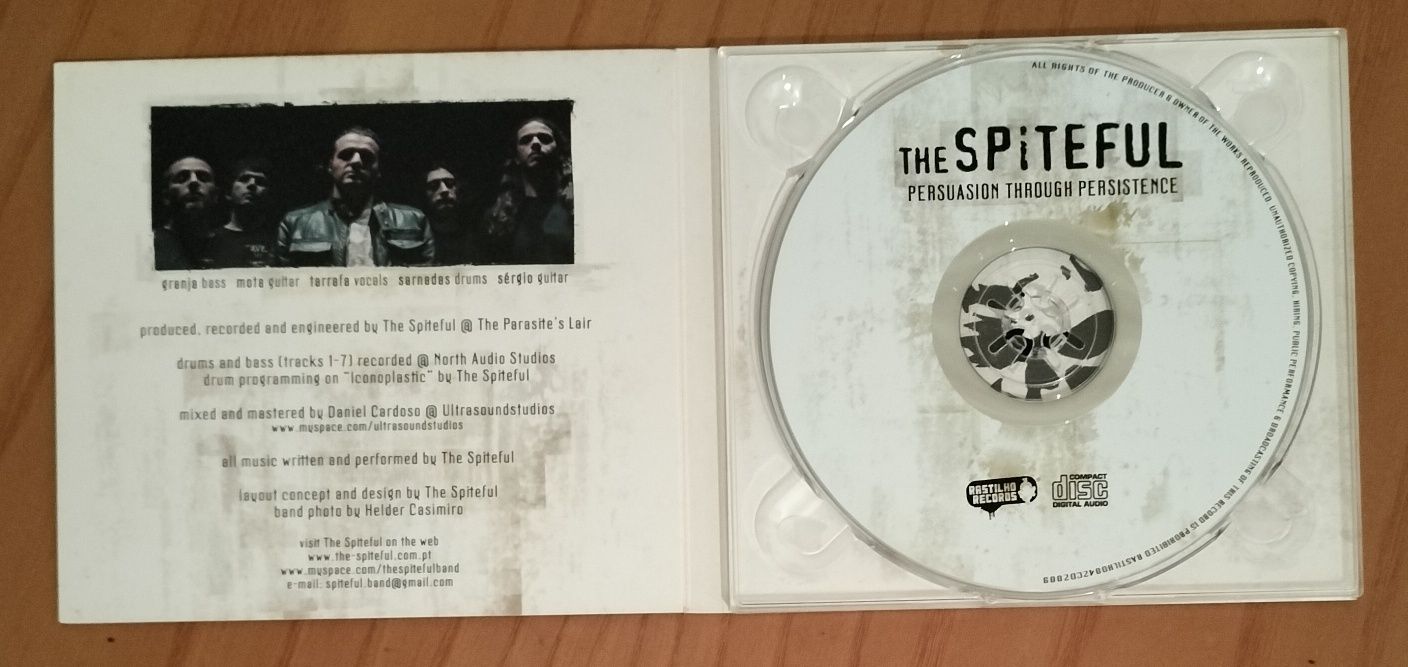 granja bass mota guitar tarrafa vocals sarnadas drums sérgio guitar
produced, recorded and engineered by The Spiteful @ The Parasite's Lair
drums and bass (tracks 1-7) recorded @ North Audio Studios
drum programming on "Iconoplastic" by The Spiteful
mixed and mastered by Daniel Cardoso @ Ultrasoundstudios
www.myspace.com/ultrasoundstudios
all music written and performed by The Spiteful
layout concept and design by The Spiteful
band photo by Helder Casimiro
visit The Spiteful on the web
www.the-spiteful.com.pt
www.myspace.com/thespitefulband
e-mail: spiteful.band@gmail.com
THE SPiTEFUL
PERSUASION THROUGH PERSISTENCE
RASTILHO
RECORDS
COMPACT
disc
DIGITAL AUDIO
ALL RIGHTS OF THE PRODUCER & OWNER OF THE WORKS REPRODUCED. UNAUTHORIZED COPYING, HIRING, PUBLIC PERFORMANCE & BROADCASTING OF THIS RECORD IS PROHIBITED RASTILHO042CD2009